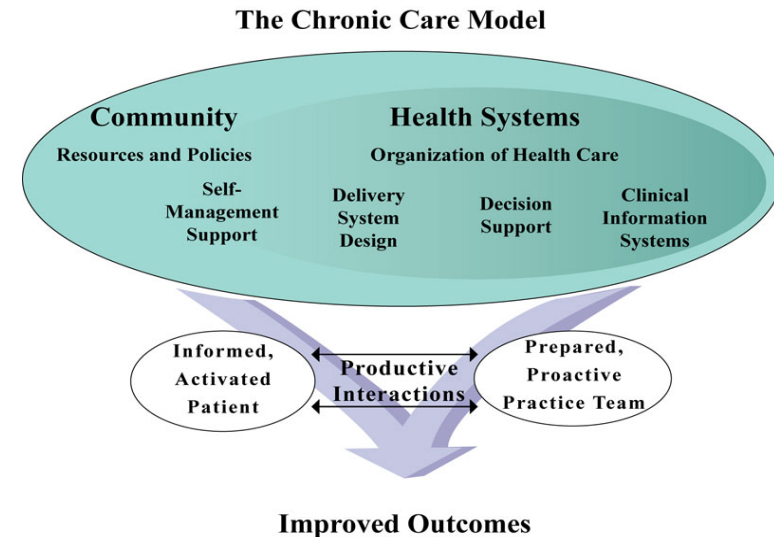 The Chronic Care Model
Community
Resources and Policies
Health Systems
Organization of Health Care
Self-
Management
Support
Delivery
System
Design
Decision
Support
Clinical
Information
Systems
Informed,
Activated
Patient
Productive
Interactions
Prepared,
Proactive
Practice Team
Improved Outcomes